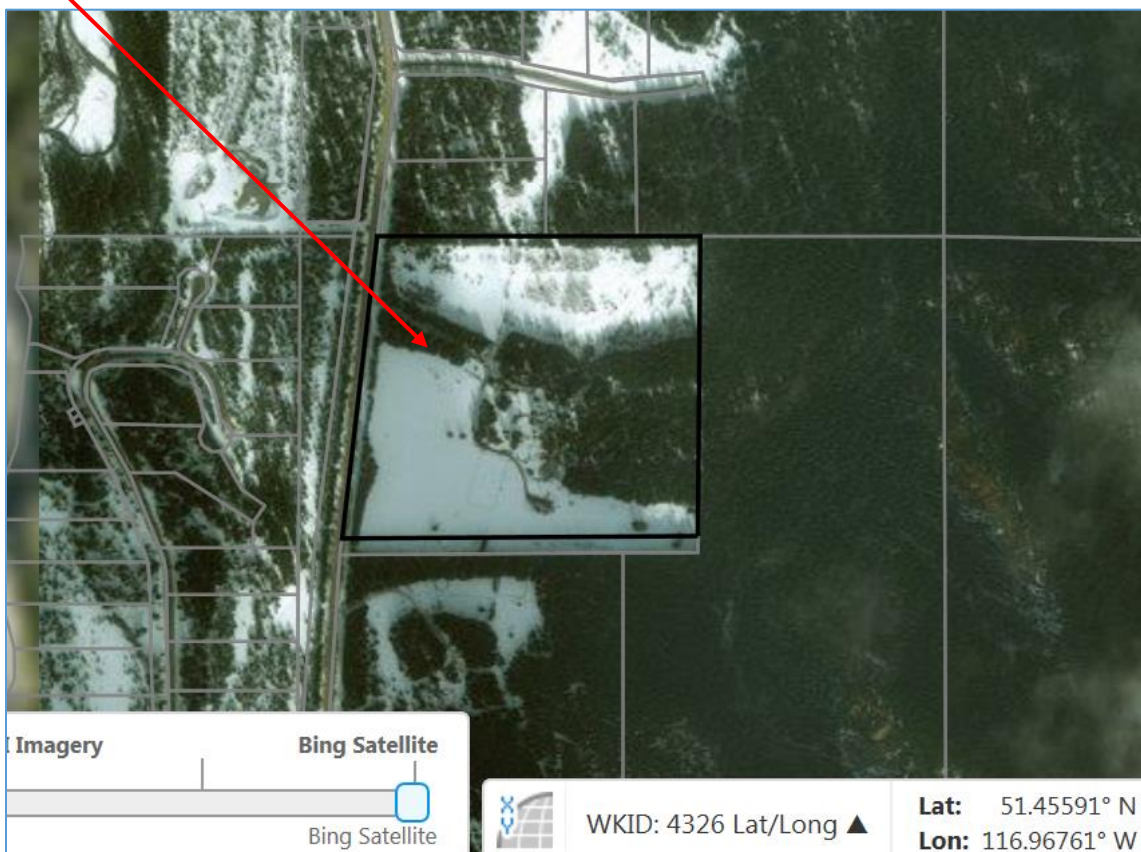 Imagery
Bing Satellite
Bing Satellite
X Y
WKID: 4326 Lat/Long ▲
Lat: 51.45591° N
Lon: 116.96761° W